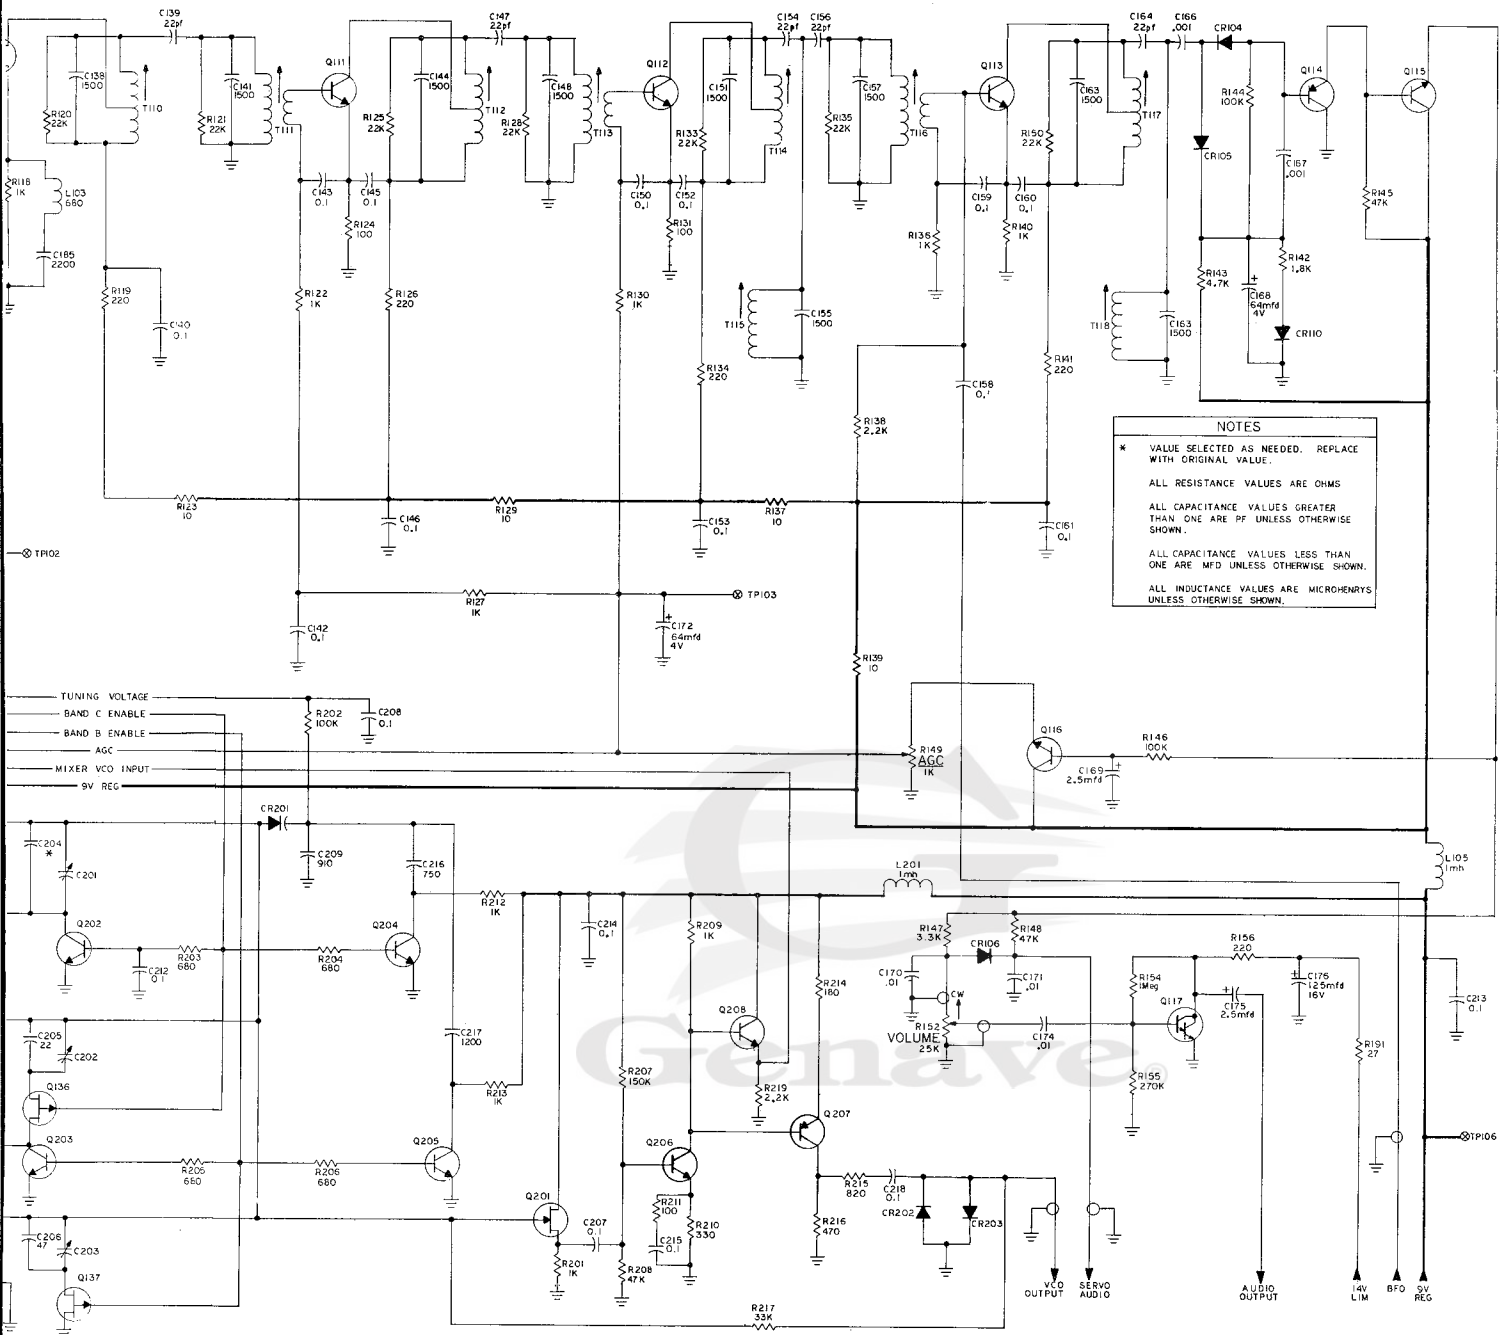 C139
22pf
C147
22pf
C154
22pf
C156
22pf
C164
22pf
C166
.001
CR104
Q111
Q112
Q113
Q114
Q115
C138
1500
T110
C141
1500
R120
22K
R121
22K
T111
C144
1500
T112
R125
22K
R128
22K
C148
1500
T113
C151
1500
R133
22K
T114
C157
1500
R135
22K
T116
C163
1500
T117
R150
22K
R144
100K
CR105
C167
.001
R118
1K
L103
680
C143
0.1
C145
0.1
R124
100
C150
0.1
C152
0.1
R131
100
C159
0.1
C160
0.1
R136
1K
R140
1K
R145
47K
C185
2200
R119
220
C140
0.1
R122
1K
R126
220
R130
1K
T115
C155
1500
T118
C163
1500
R143
4.7K
R142
1.8K
C168
64mfd
4V
CR110
R134
220
R141
220
C158
0.1
R138
2.2K
NOTES
* VALUE SELECTED AS NEEDED. REPLACE
WITH ORIGINAL VALUE.
ALL RESISTANCE VALUES ARE OHMS
ALL CAPACITANCE VALUES GREATER
THAN ONE ARE PF UNLESS OTHERWISE
SHOWN.
ALL CAPACITANCE VALUES LESS THAN
ONE ARE MFD UNLESS OTHERWISE SHOWN.
ALL INDUCTANCE VALUES ARE MICROHENRYS
UNLESS OTHERWISE SHOWN.
R123
10
R129
10
R137
10
C146
0.1
C153
0.1
C161
0.1
TP102
R127
1K
TP103
C142
0.1
C172
64mfd
4V
R139
10
TUNING VOLTAGE
BAND C ENABLE
BAND B ENABLE
AGC
MIXER VCO INPUT
9V REG
R202
100K
C208
0.1
R149
AGC
1K
Q116
R146
100K
C169
2.5mfd
CR201
C204
*
C201
C209
910
C216
750
L201
1mh
L105
1mh
Q202
Q204
R212
1K
C214
0.1
R209
1K
R147
3.3K
R148
47K
CR106
R156
220
C212
0.1
R203
680
R204
680
C170
.01
C171
.01
R154
1Meg
C176
125mfd
16V
R214
180
Q208
CW
R152
VOLUME
25K
C174
.01
Q117
C175
2.5mfd
C213
0.1
C205
22
C202
C217
1200
R207
150K
R213
1K
R219
2.2K
R155
270K
R191
27
Genave
Q136
Q203
Q205
Q206
Q207
TP106
R205
680
R206
680
Q201
C207
0.1
R211
100
C215
0.1
R210
330
R215
820
C218
0.1
R216
470
CR202
CR203
C206
47
C203
Q137
R201
1K
R208
47K
R217
33K
VCO
OUTPUT
SERVO
AUDIO
AUDIO
OUTPUT
14V
LIM
BFO
9V
REG